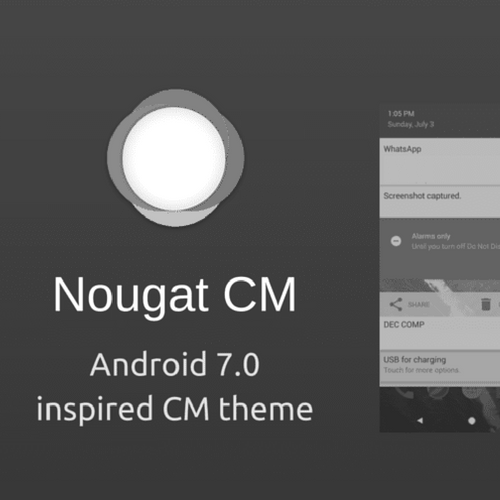 Nougat CM
Android 7.0
inspired CM theme
1:05 PM
Sunday, July 3
WhatsApp
Screenshot captured.
Alarms only
Until you turn off Do Not Di
SHARE
DEC COMP
USB for charging
Touch for more options.